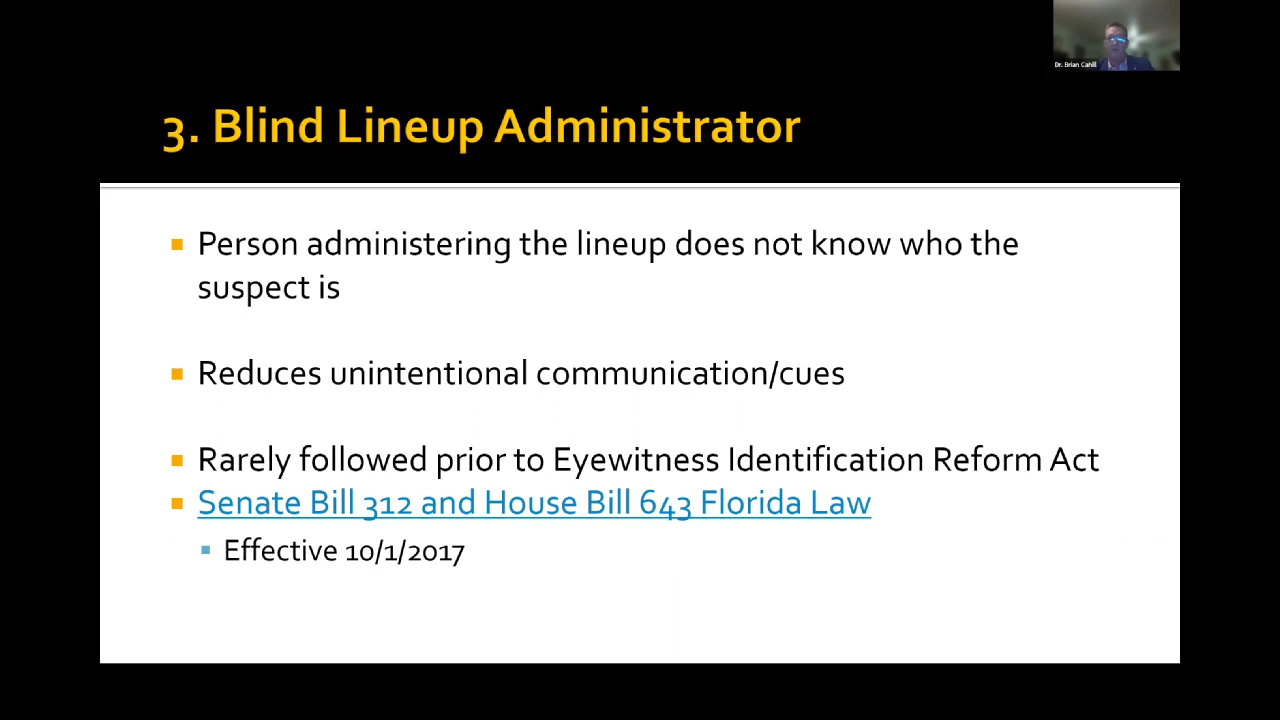 Dr. Brian Cahill
3. Blind Lineup Administrator
Person administering the lineup does not know who the
suspect is
Reduces unintentional communication/cues
Rarely followed prior to Eyewitness Identification Reform Act
Senate Bill 312 and House Bill 643 Florida Law
Effective 10/1/2017